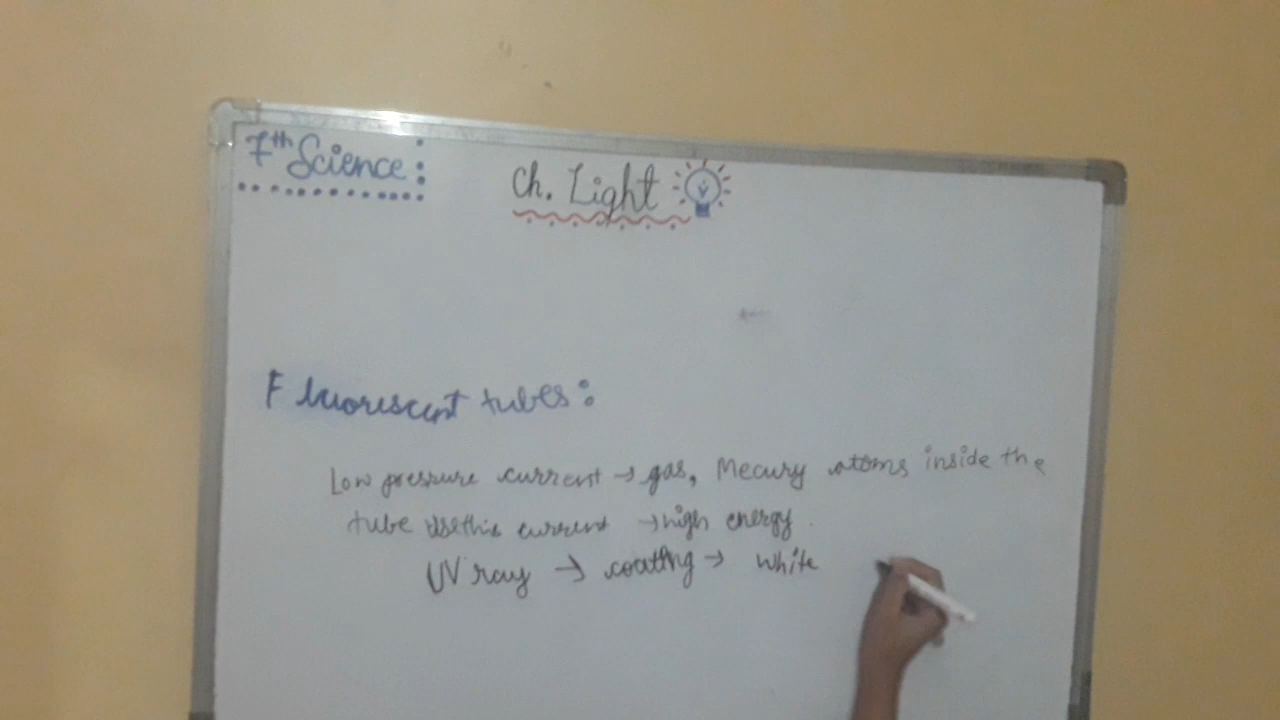 7th Science:
Ch. Light
Fluorescent tubes:
Low pressure current → gas, Mecury atoms inside the
tube use this current → high energy.
UV ray → coating → white